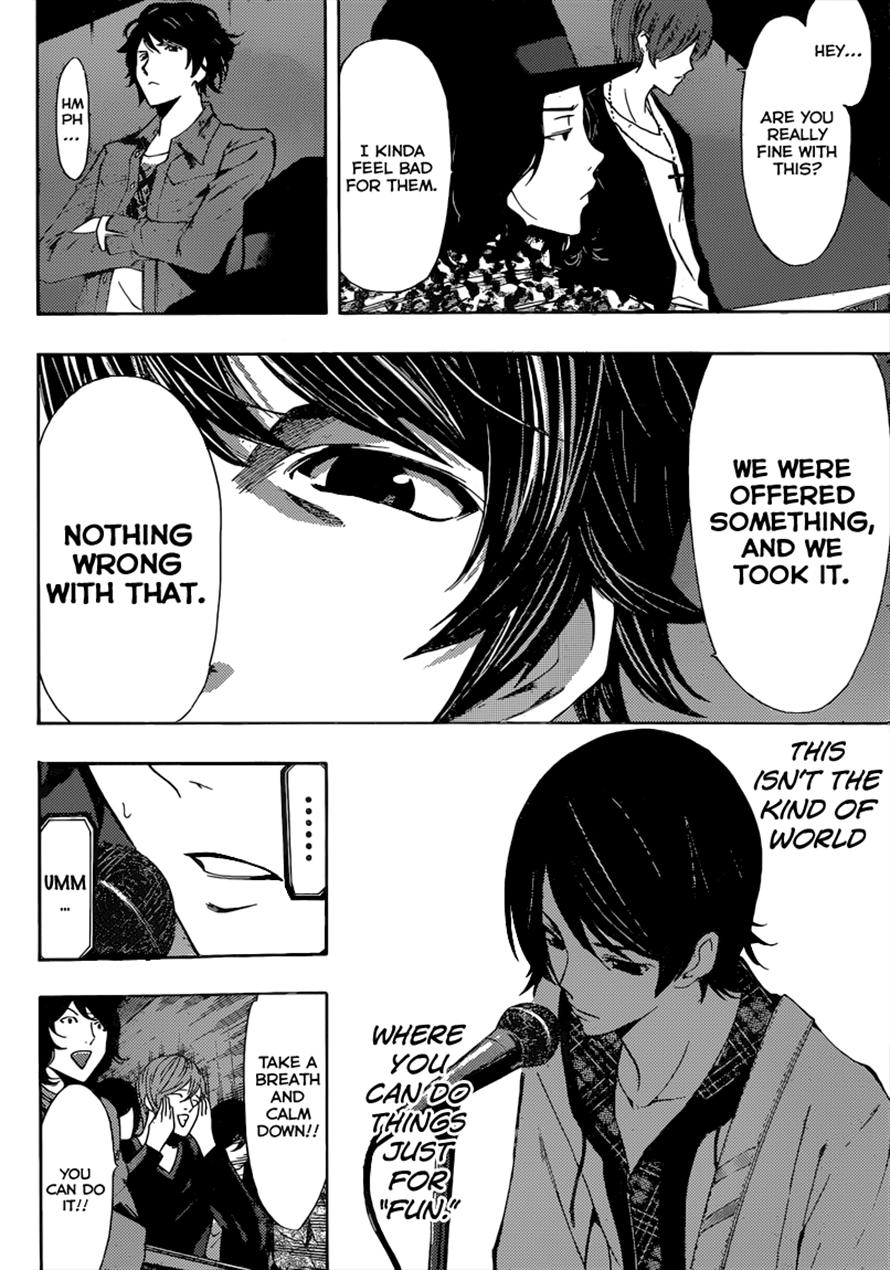 HEY...
ARE YOU
REALLY
FINE WITH
THIS?
I KINDA
FEEL BAD
FOR THEM.
HM
PH
...
WE WERE
OFFERED
SOMETHING,
AND WE
TOOK IT.
NOTHING
WRONG
WITH THAT.
THIS
ISN'T THE
KIND OF
WORLD
WHERE
YOU
CAN DO
THINGS
JUST
FOR
"FUN."
......
UMM
...
TAKE A
BREATH
AND
CALM
DOWN!!
YOU
CAN DO
IT!!